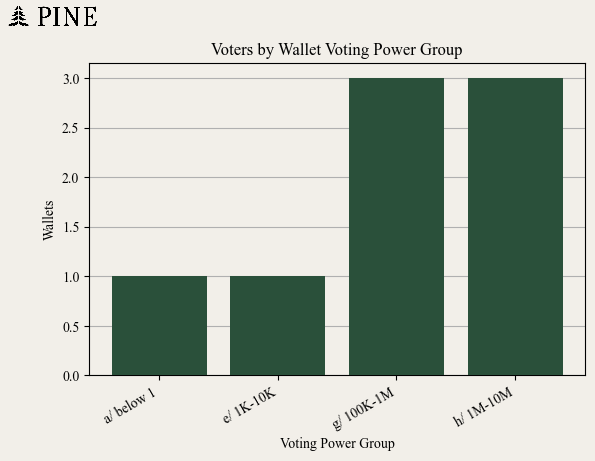 PINE
Voters by Wallet Voting Power Group
3.0
2.5
2.0
1.5
1.0
0.5
0.0
Wallets
a/ below 1
e/ 1K-10K
g/ 100K-1M
h/ 1M-10M
Voting Power Group